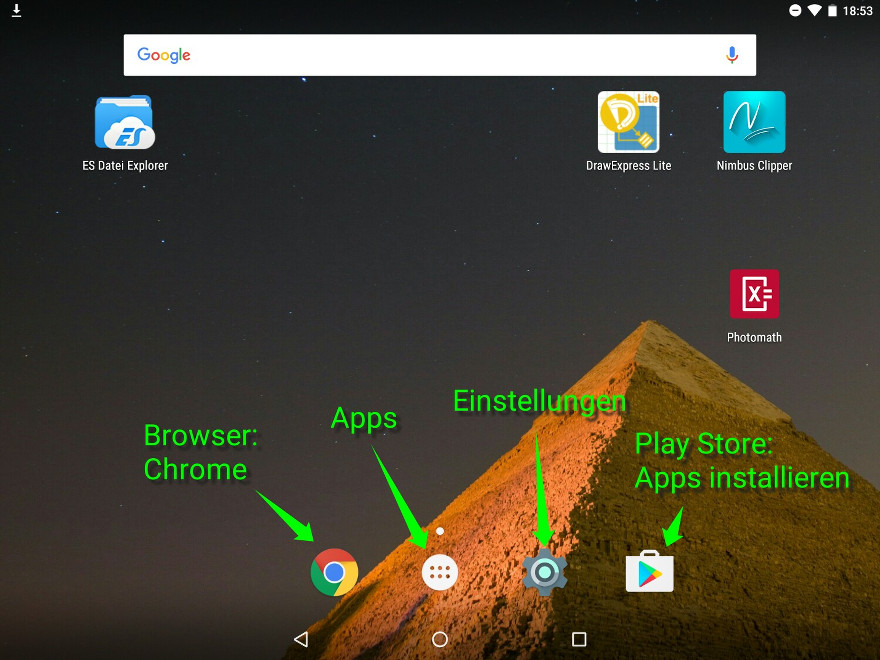 18:53
Google
Lite
ES
ES Datei Explorer
DrawExpress Lite
Nimbus Clipper
Photomath
Browser:
Chrome
Apps
Einstellungen
Play Store:
Apps installieren